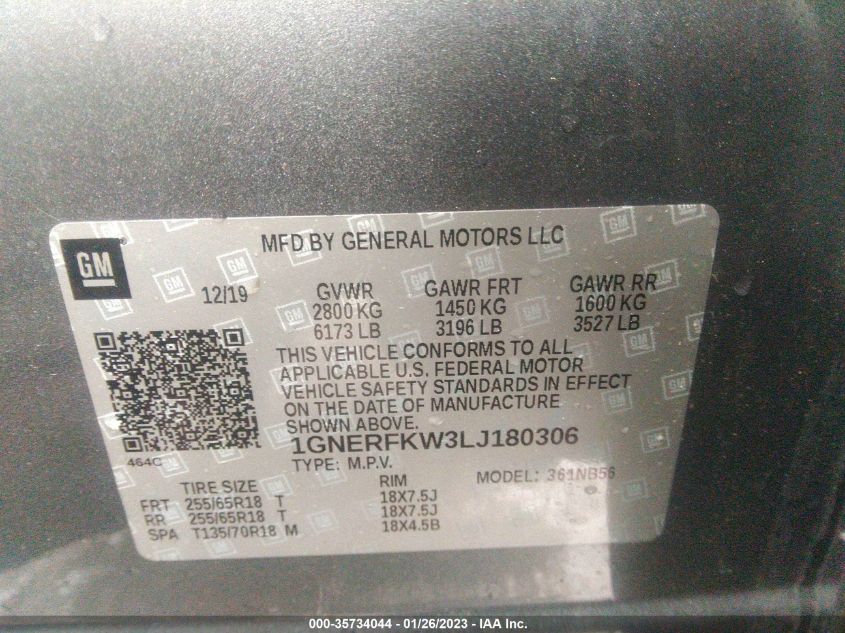 GM
MFD BY GENERAL MOTORS LLC
12/19
GVWR GAWR FRT GAWR RR
2800 KG 1450 KG 1600 KG
6173 LB 3196 LB 3527 LB
THIS VEHICLE CONFORMS TO ALL
APPLICABLE U.S. FEDERAL MOTOR
VEHICLE SAFETY STANDARDS IN EFFECT
ON THE DATE OF MANUFACTURE
SHOWN ABOVE.
464C
1GNERFKW3LJ180306
TYPE: M.P.V. MODEL: 361NB56
TIRE SIZE RIM
FRT 255/65R18 T 18X7.5J
RR 255/65R18 T 18X7.5J
SPA T135/70R18 M 18X4.5B
000-35734044 - 01/26/2023 - IAA Inc.